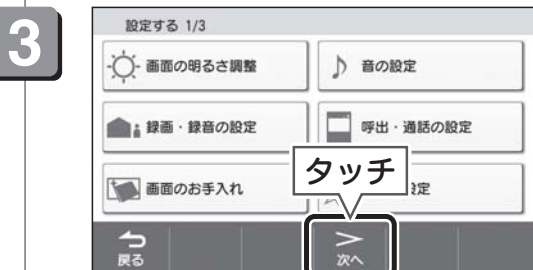 3
設定する 1/3
画面の明るさ調整
音の設定
録画・録音の設定
呼出・通話の設定
画面のお手入れ
定
タッチ
戻る
次へ